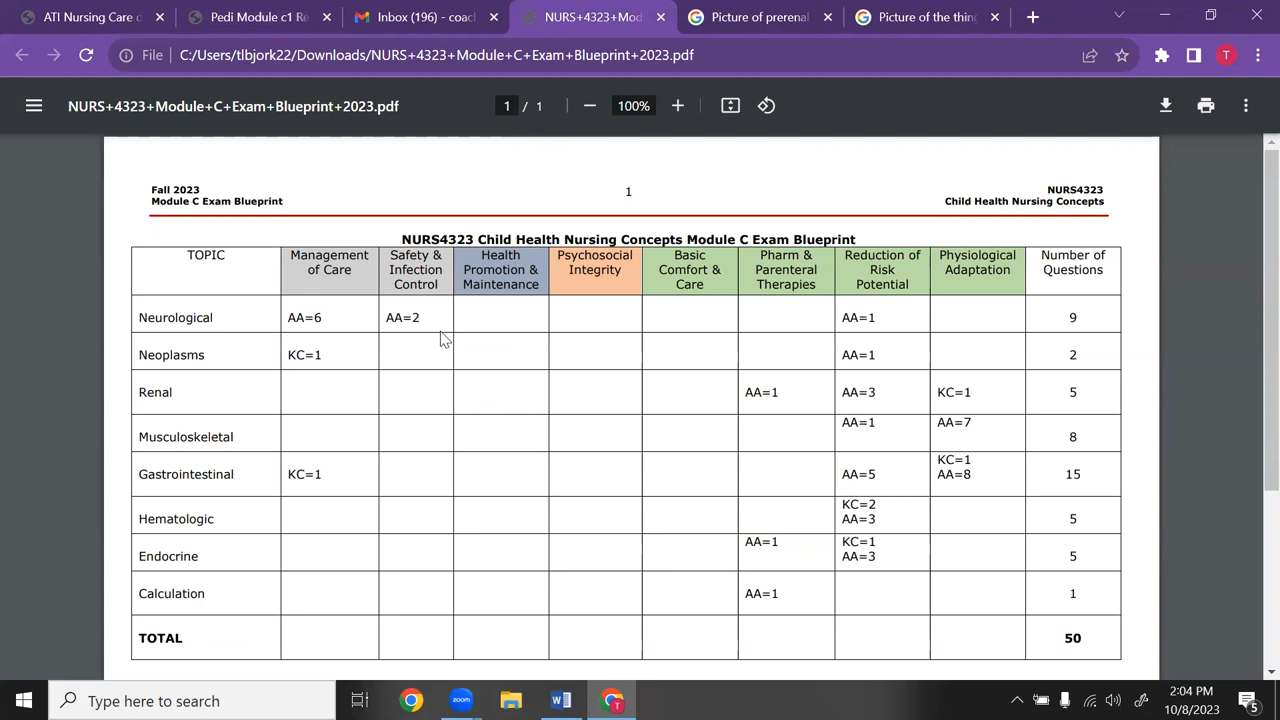 ATI Nursing Care d
Pedi Module c1 Re
Inbox (196) - coach
NURS+4323+Mod
Picture of prerenal
Picture of the thing
File
C:/Users/tlbjork22/Downloads/NURS+4323+Module+C+Exam+Blueprint+2023.pdf
T
NURS+4323+Module+C+Exam+Blueprint+2023.pdf
1 / 1
100%
Fall 2023
Module C Exam Blueprint
1
NURS4323
Child Health Nursing Concepts
NURS4323 Child Health Nursing Concepts Module C Exam Blueprint
TOPIC
Management
of Care
Safety &
Infection
Control
Health
Promotion &
Maintenance
Psychosocial
Integrity
Basic
Comfort &
Care
Pharm &
Parenteral
Therapies
Reduction of
Risk
Potential
Physiological
Adaptation
Number of
Questions
Neurological AA=6 AA=2 AA=1 9
Neoplasms KC=1 AA=1 2
Renal AA=1 AA=3 KC=1 5
Musculoskeletal AA=1 AA=7 8
Gastrointestinal KC=1 AA=5 KC=1
AA=8 15
Hematologic KC=2
AA=3 5
Endocrine AA=1 KC=1
AA=3 5
Calculation AA=1 1
TOTAL 50
Type here to search
zoom
W
T
2:04 PM
10/8/2023
5